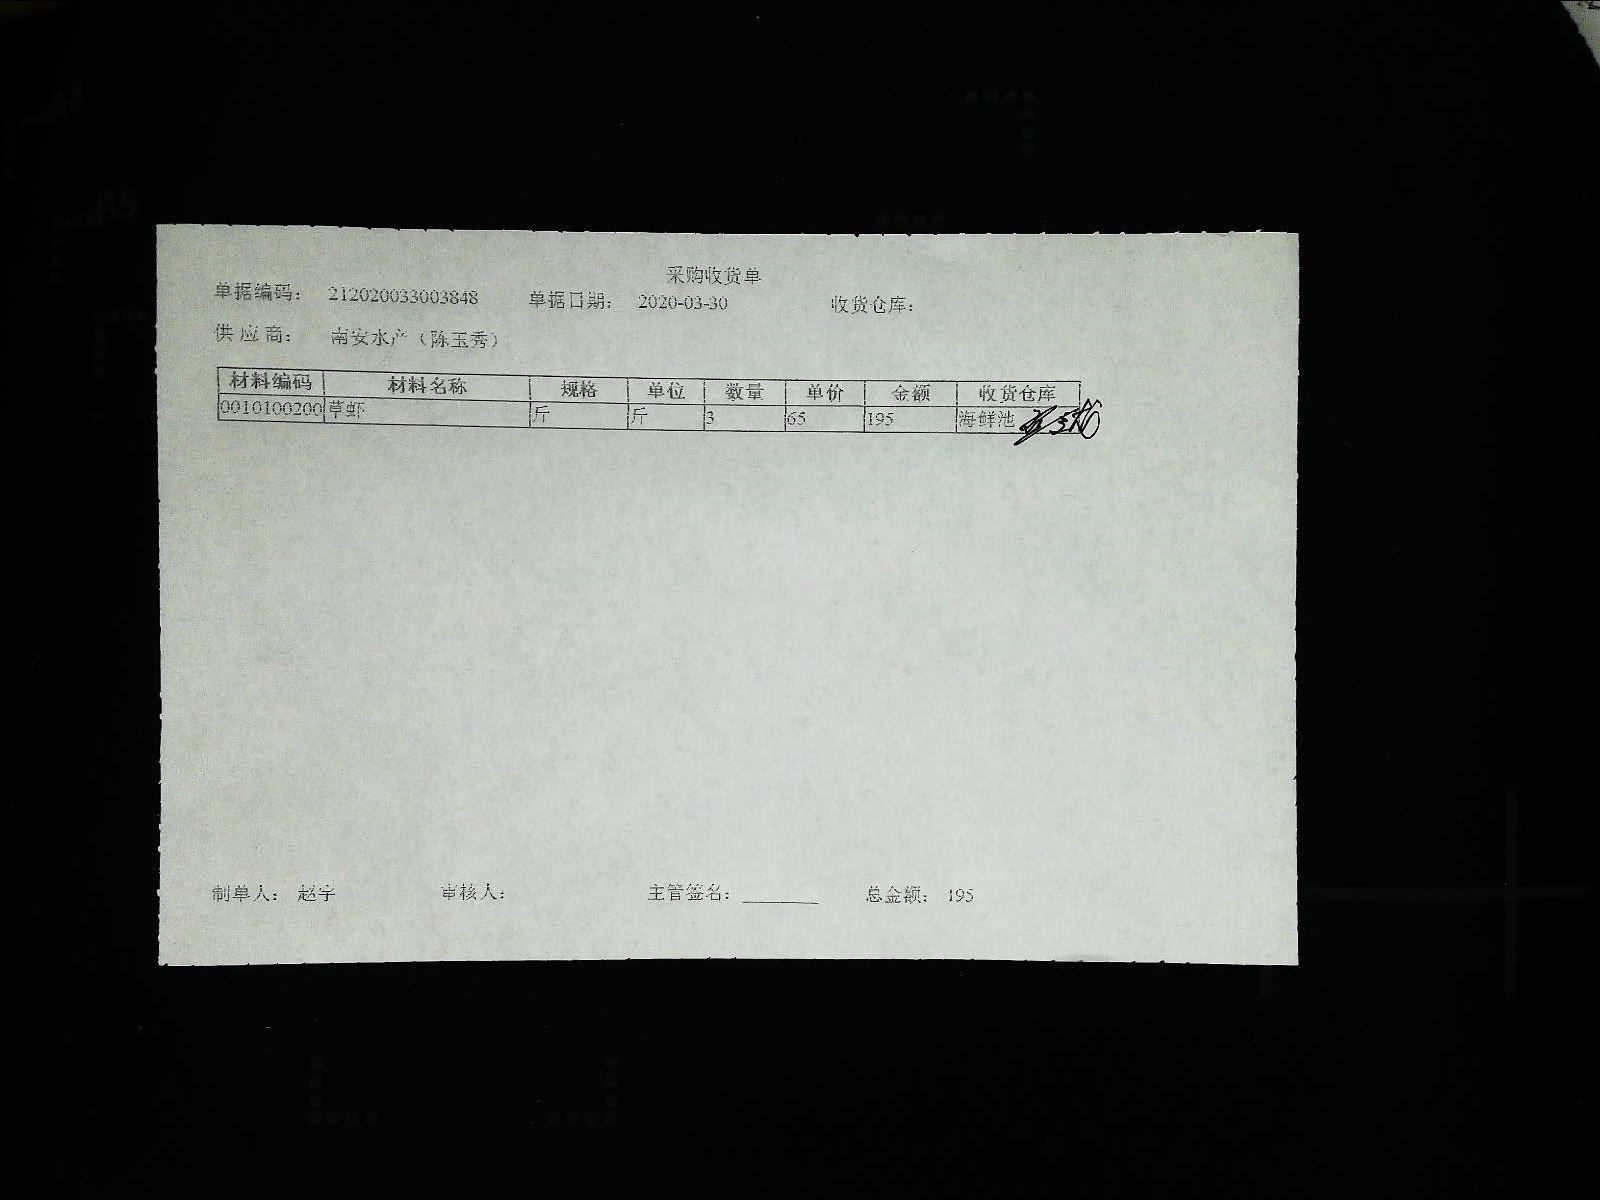 采购收货单
单据编码： 212020033003848 单据日期： 2020-03-30 收货仓库：
供 应 商： 南安水产（陈玉秀）
材料编码 材料名称 规格 单位 数量 单价 金额 收货仓库
0010100200 草虾 斤 斤 3 65 195 海鲜池
制单人： 赵宇 审核人： 主管签名： 总金额： 195